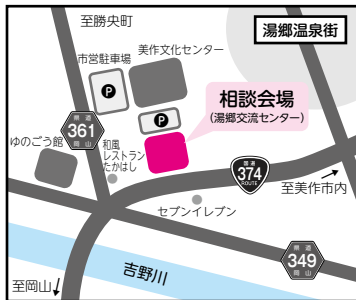 至勝央町
湯郷温泉街
美作文化センター
市営駐車場
P
相談会場
(湯郷交流センター)
P
県道
361
岡山
ゆのごう館
和風
レストラン
たかはし
国道
374
ROUTE
至美作市内
セブンイレブン
県道
349
岡山
吉野川
至岡山